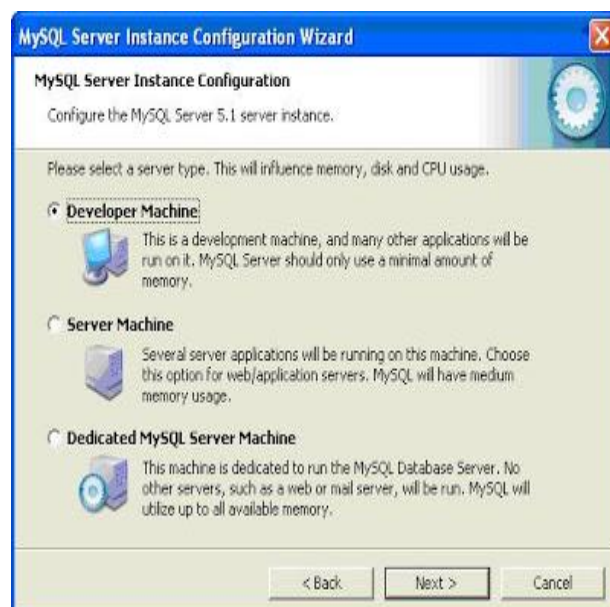 MySQL Server Instance Configuration Wizard
MySQL Server Instance Configuration
Configure the MySQL Server 5.1 server instance.
Please select a server type. This will influence memory, disk and CPU usage.
Developer Machine
This is a development machine, and many other applications will be
run on it. MySQL Server should only use a minimal amount of
memory.
Server Machine
Several server applications will be running on this machine. Choose
this option for web/application servers. MySQL will have medium
memory usage.
Dedicated MySQL Server Machine
This machine is dedicated to run the MySQL Database Server. No
other servers, such as a web or mail server, will be run. MySQL will
utilize up to all available memory.
< Back Next > Cancel